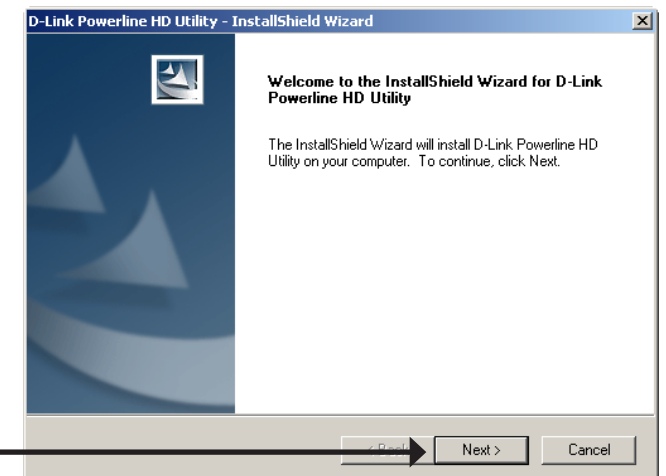 D-Link Powerline HD Utility - InstallShield Wizard
Welcome to the InstallShield Wizard for D-Link
Powerline HD Utility
The InstallShield Wizard will install D-Link Powerline HD
Utility on your computer. To continue, click Next.
< Back
Next >
Cancel